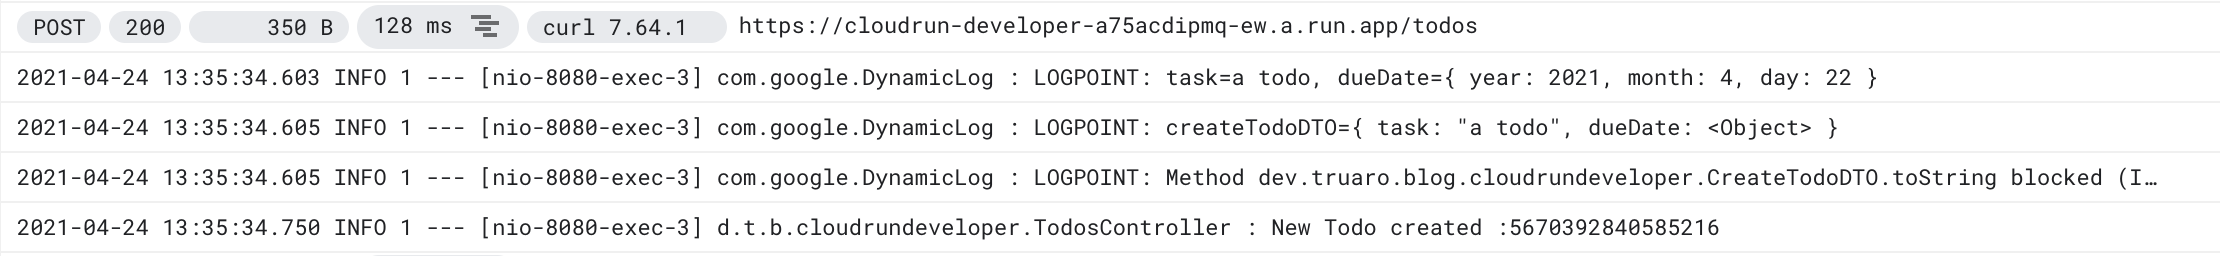 POST 200 350 B 128 ms curl 7.64.1 https://cloudrun-developer-a75acdipmq-ew.a.run.app/todos
2021-04-24 13:35:34.603 INFO 1 --- [nio-8080-exec-3] com.google.DynamicLog : LOGPOINT: task=a todo, dueDate={ year: 2021, month: 4, day: 22 }
2021-04-24 13:35:34.605 INFO 1 --- [nio-8080-exec-3] com.google.DynamicLog : LOGPOINT: createTodoDTO={ task: "a todo", dueDate: <Object> }
2021-04-24 13:35:34.605 INFO 1 --- [nio-8080-exec-3] com.google.DynamicLog : LOGPOINT: Method dev.truaro.blog.cloudrundeveloper.CreateTodoDTO.toString blocked (I…
2021-04-24 13:35:34.750 INFO 1 --- [nio-8080-exec-3] d.t.b.cloudrundeveloper.TodosController : New Todo created :5670392840585216